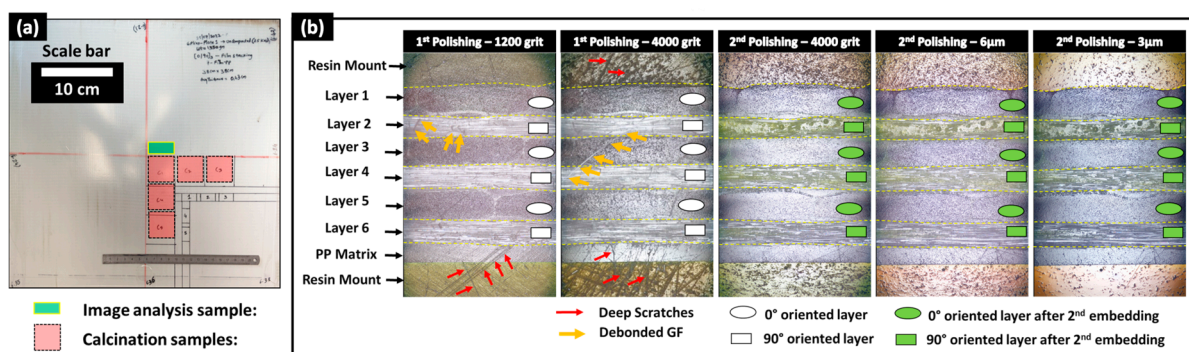 (a)
Scale bar
10 cm
Image analysis sample:
Calcination samples:
(b)
1st Polishing – 1200 grit
1st Polishing – 4000 grit
2nd Polishing – 4000 grit
2nd Polishing – 6µm
2nd Polishing – 3µm
Resin Mount
Layer 1
Layer 2
Layer 3
Layer 4
Layer 5
Layer 6
PP Matrix
Resin Mount
Deep Scratches
Debonded GF
0° oriented layer
90° oriented layer
0° oriented layer after 2nd embedding
90° oriented layer after 2nd embedding